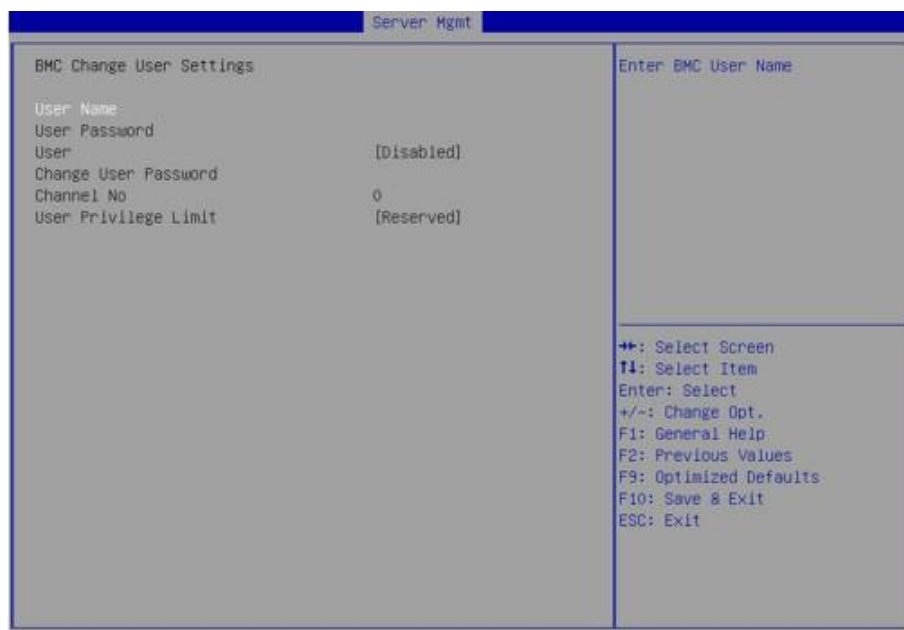 Server Mgmt
BMC Change User Settings
User Name
User Password
User [Disabled]
Change User Password
Channel No 0
User Privilege Limit [Reserved]
Enter BMC User Name
→←: Select Screen
↑↓: Select Item
Enter: Select
+/-: Change Opt.
F1: General Help
F2: Previous Values
F9: Optimized Defaults
F10: Save & Exit
ESC: Exit